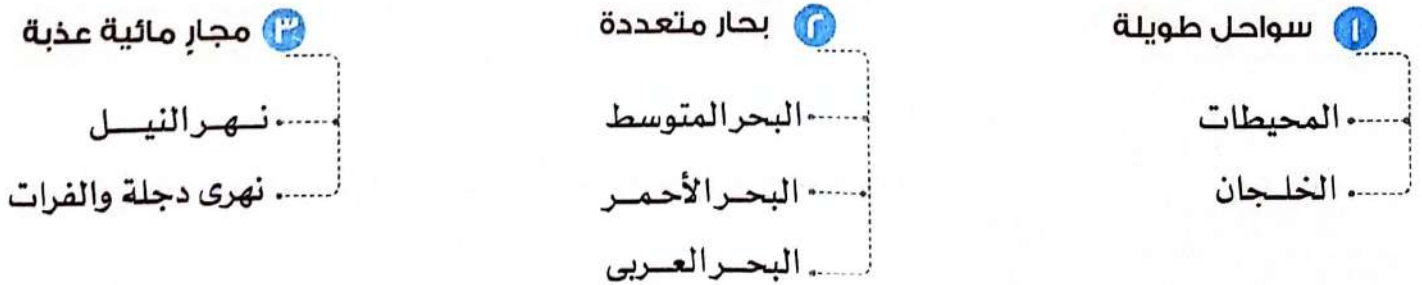 ١ سواحل طويلة
المحيطات
الخلجان
٢ بحار متعددة
البحر المتوسط
البحر الأحمر
البحر العربى
٣ مجارٍ مائية عذبة
نهر النيل
نهرى دجلة والفرات